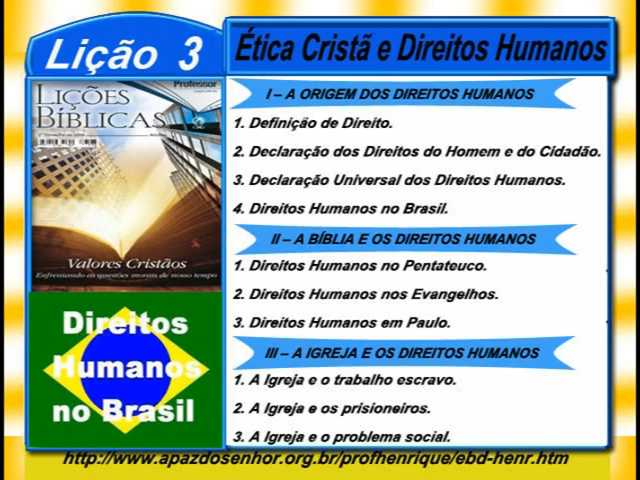 Lição 3
Ética Cristã e Direitos Humanos
Professor
LIÇÕES
BÍBLICAS
Valores Cristãos
Enfrentando as questões morais de nosso tempo
Direitos
Humanos
no Brasil
I – A ORIGEM DOS DIREITOS HUMANOS
1. Definição de Direito.
2. Declaração dos Direitos do Homem e do Cidadão.
3. Declaração Universal dos Direitos Humanos.
4. Direitos Humanos no Brasil.
II – A BÍBLIA E OS DIREITOS HUMANOS
1. Direitos Humanos no Pentateuco.
2. Direitos Humanos nos Evangelhos.
3. Direitos Humanos em Paulo.
III – A IGREJA E OS DIREITOS HUMANOS
1. A Igreja e o trabalho escravo.
2. A Igreja e os prisioneiros.
3. A Igreja e o problema social.
http://www.apazdosenhor.org.br/profhenrique/ebd-henr.htm